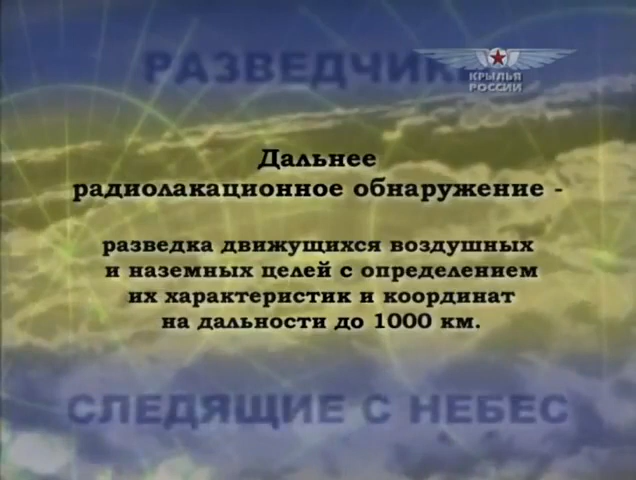 РАЗВЕДЧИКИ
КРЫЛЬЯ
РОССИИ
Дальнее
радиолакационное обнаружение -
разведка движущихся воздушных
и наземных целей с определением
их характеристик и координат
на дальности до 1000 км.
СЛЕДЯЩИЕ С НЕБЕС